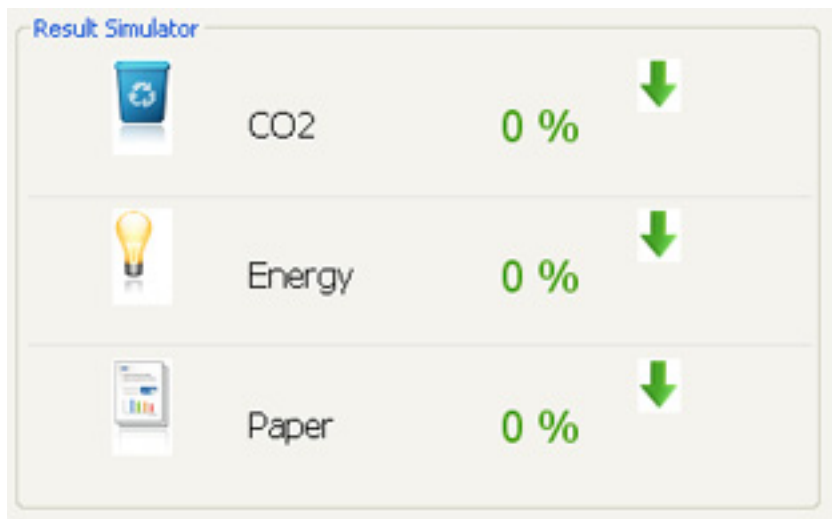 Result Simulator
CO2 0 %
Energy 0 %
Paper 0 %